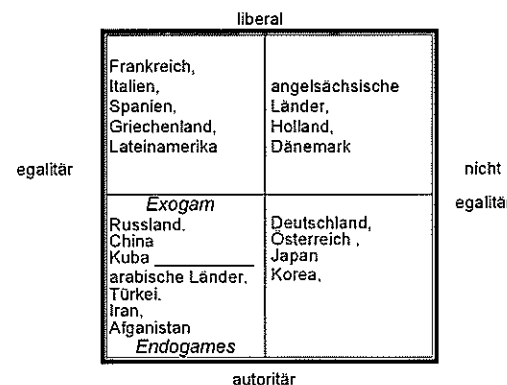 liberal
Frankreich,
Italien,
Spanien,
Griechenland,
Lateinamerika
angelsächsische
Länder,
Holland,
Dänemark
egalitär
nicht
egalitä
Exogam
Russland.
China
Kuba
arabische Länder,
Türkei.
Iran,
Afganistan
Endogames
Deutschland,
Österreich ,
Japan
Korea,
autoritär